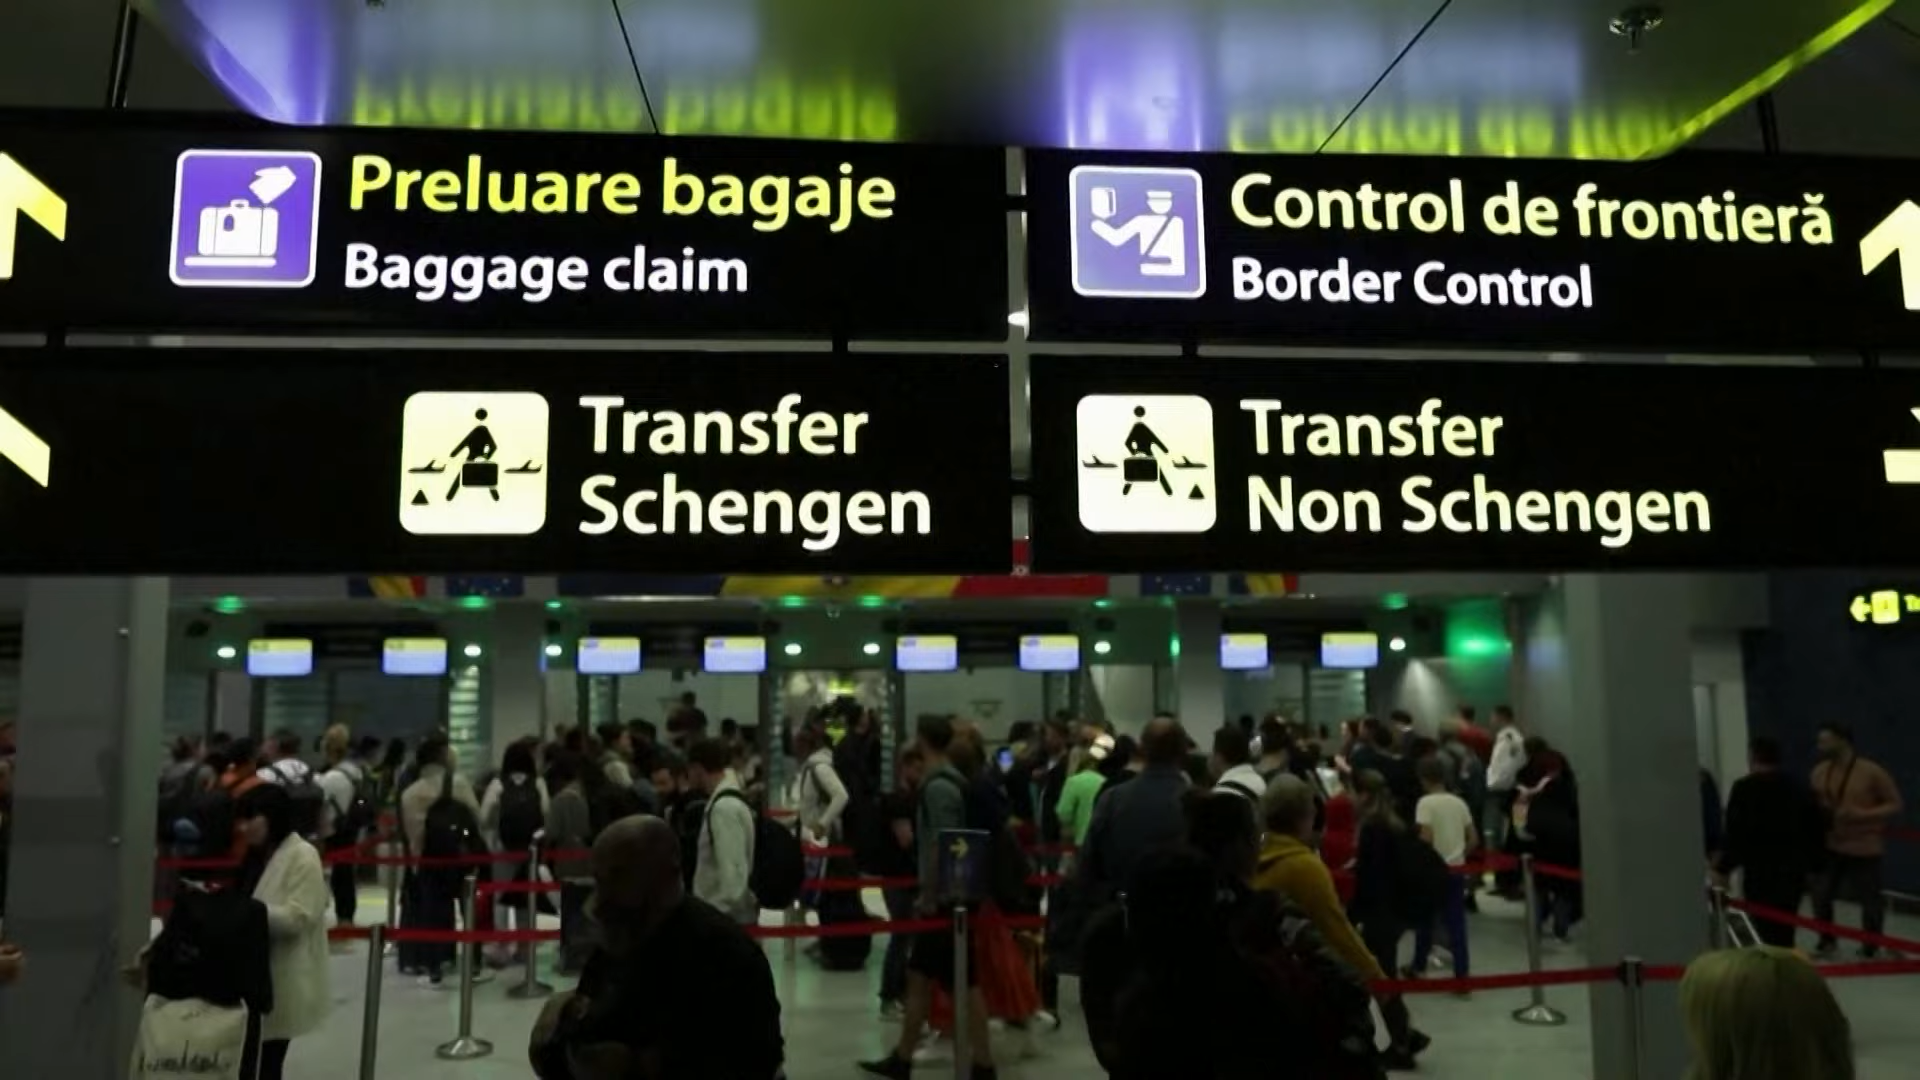 Preluare bagaje
Baggage claim
Control de frontieră
Border Control
Transfer
Schengen
Transfer
Non Schengen